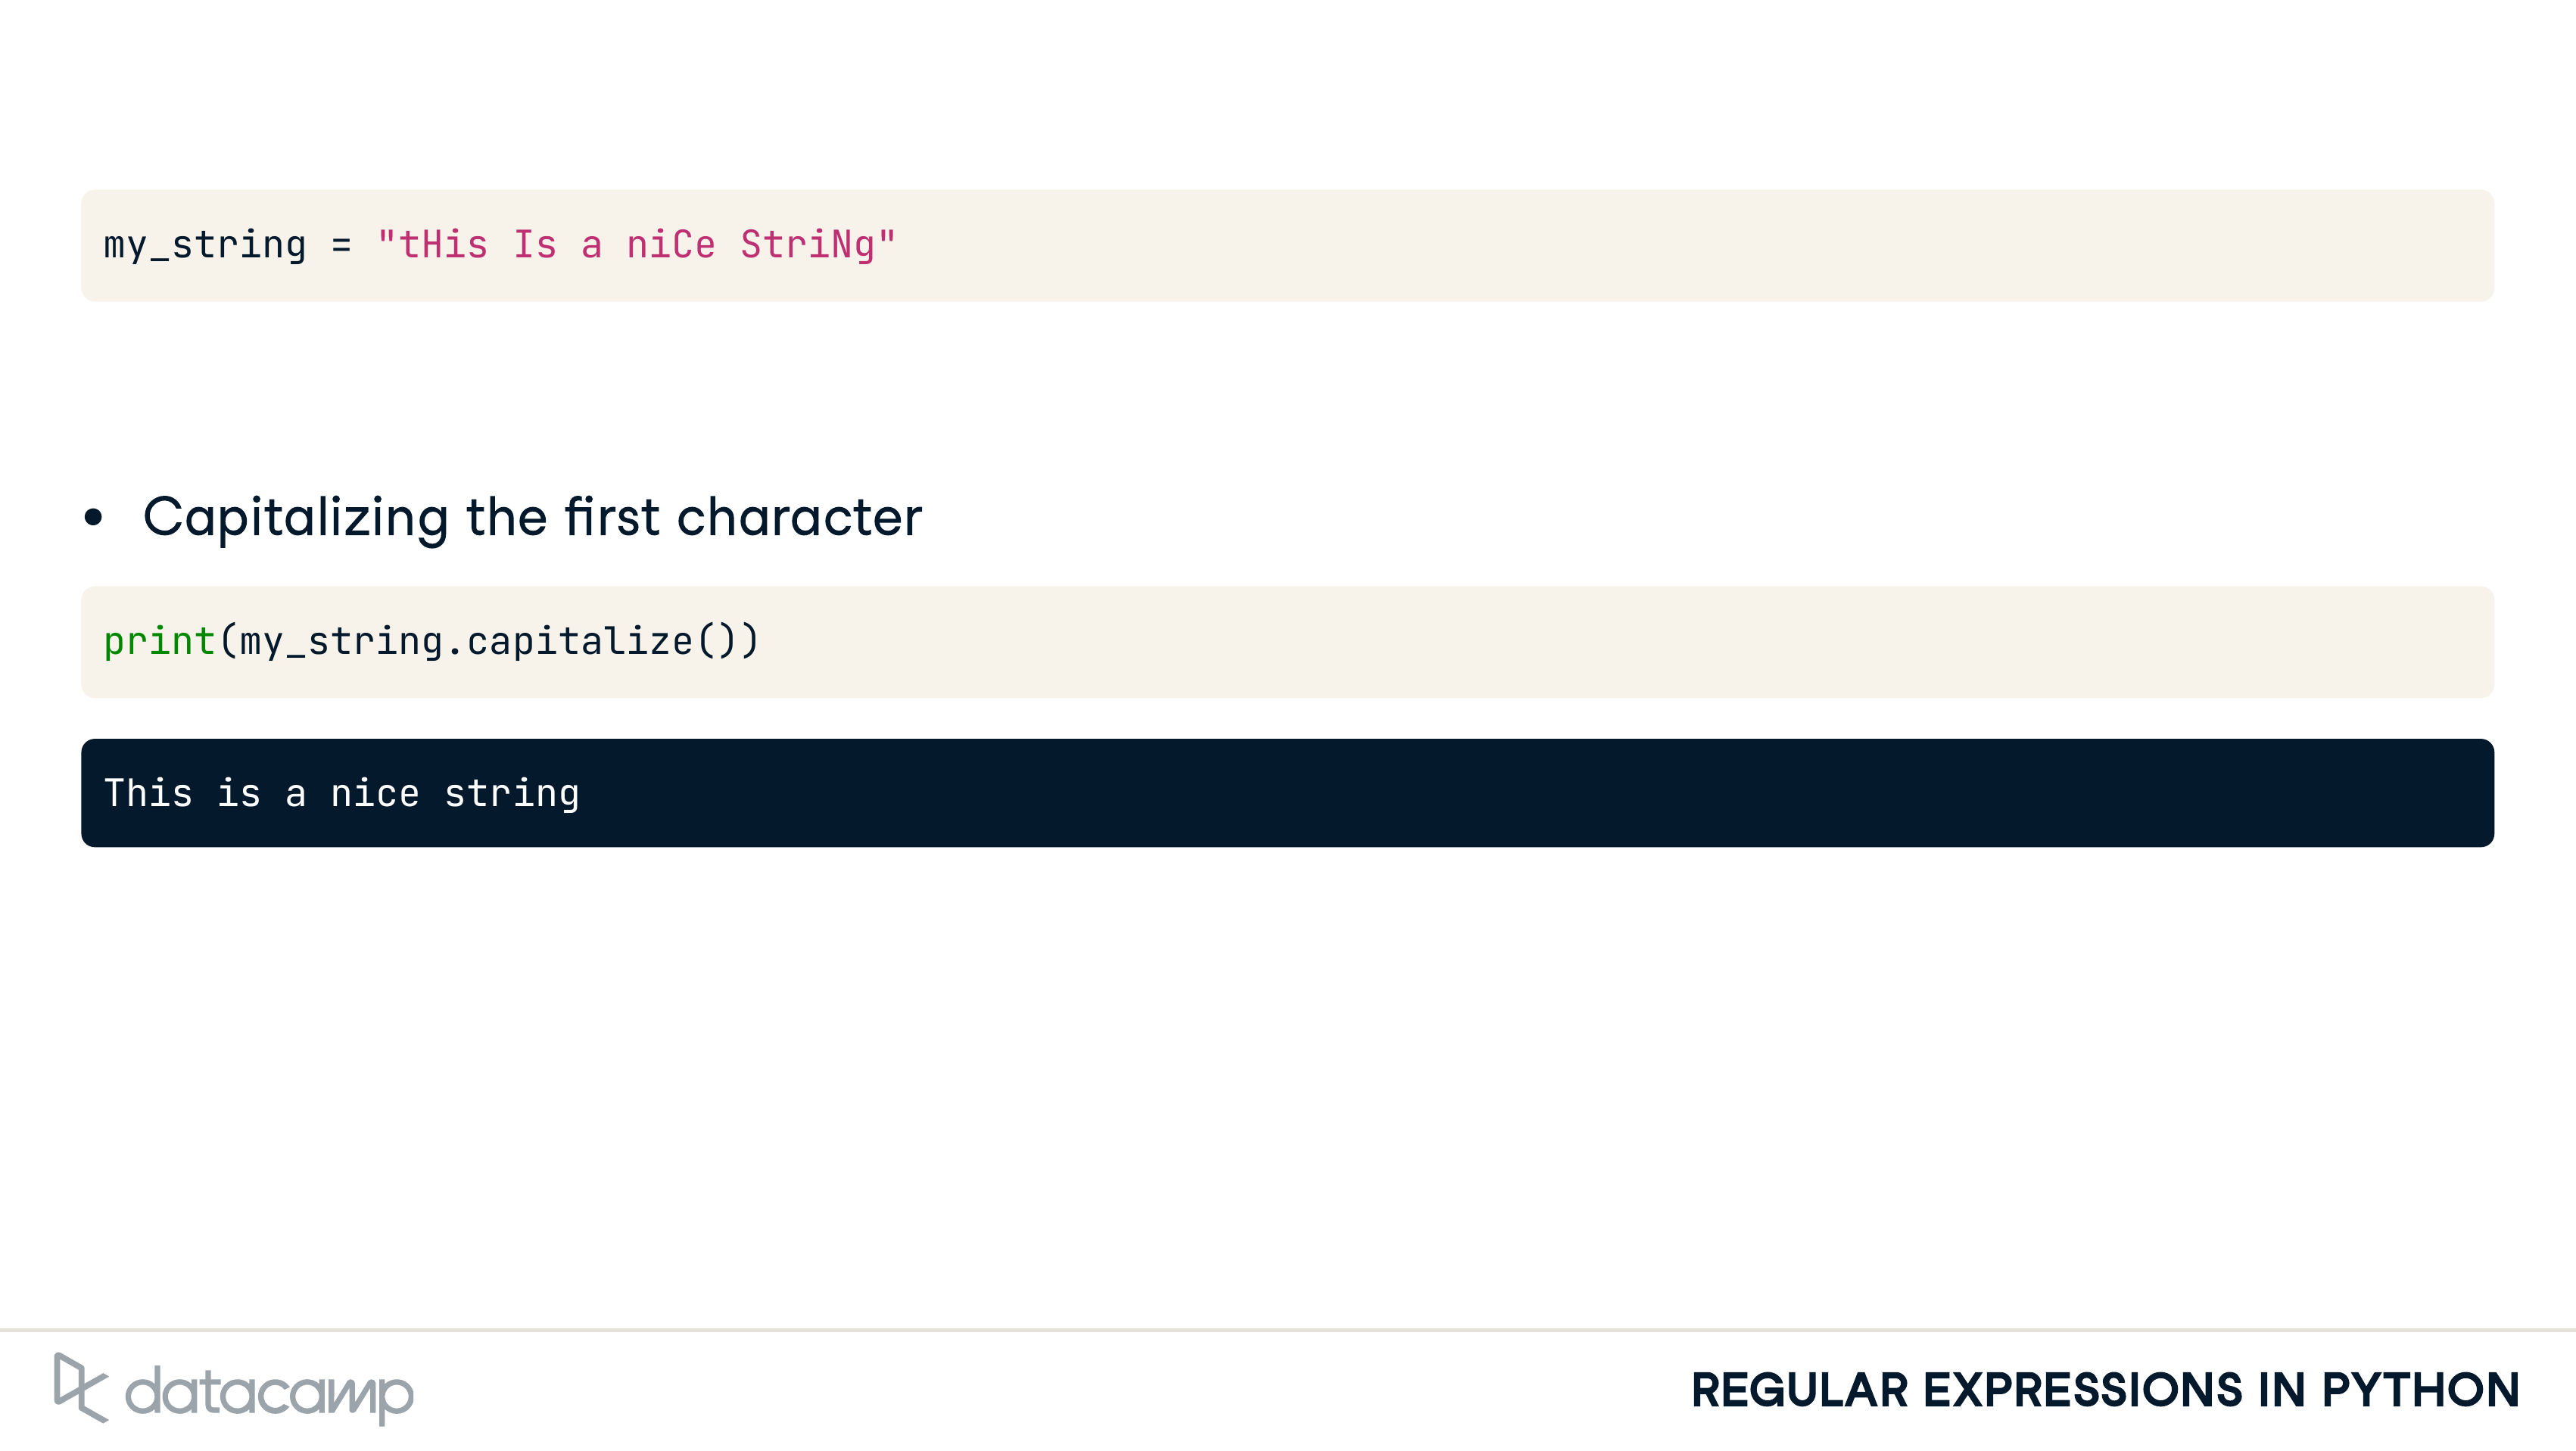 my_string = "tHis Is a niCe StriNg"
• Capitalizing the first character
print(my_string.capitalize())
This is a nice string
datacamp
REGULAR EXPRESSIONS IN PYTHON